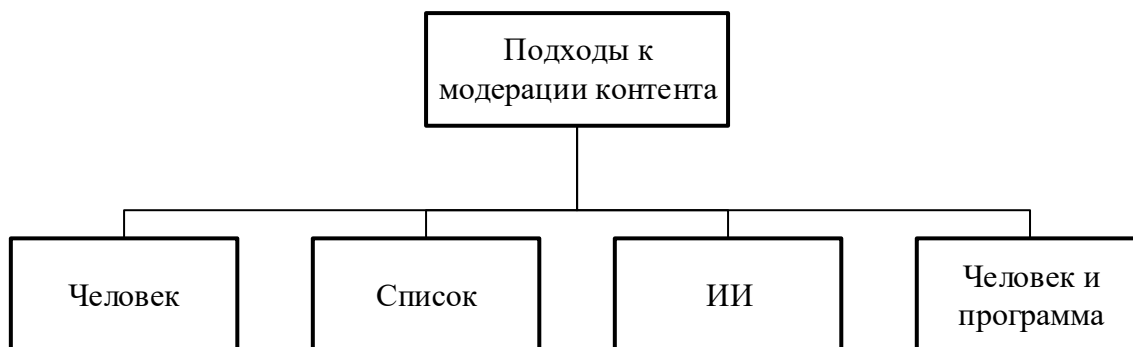 Подходы к
модерации контента
Человек
Список
ИИ
Человек и
программа